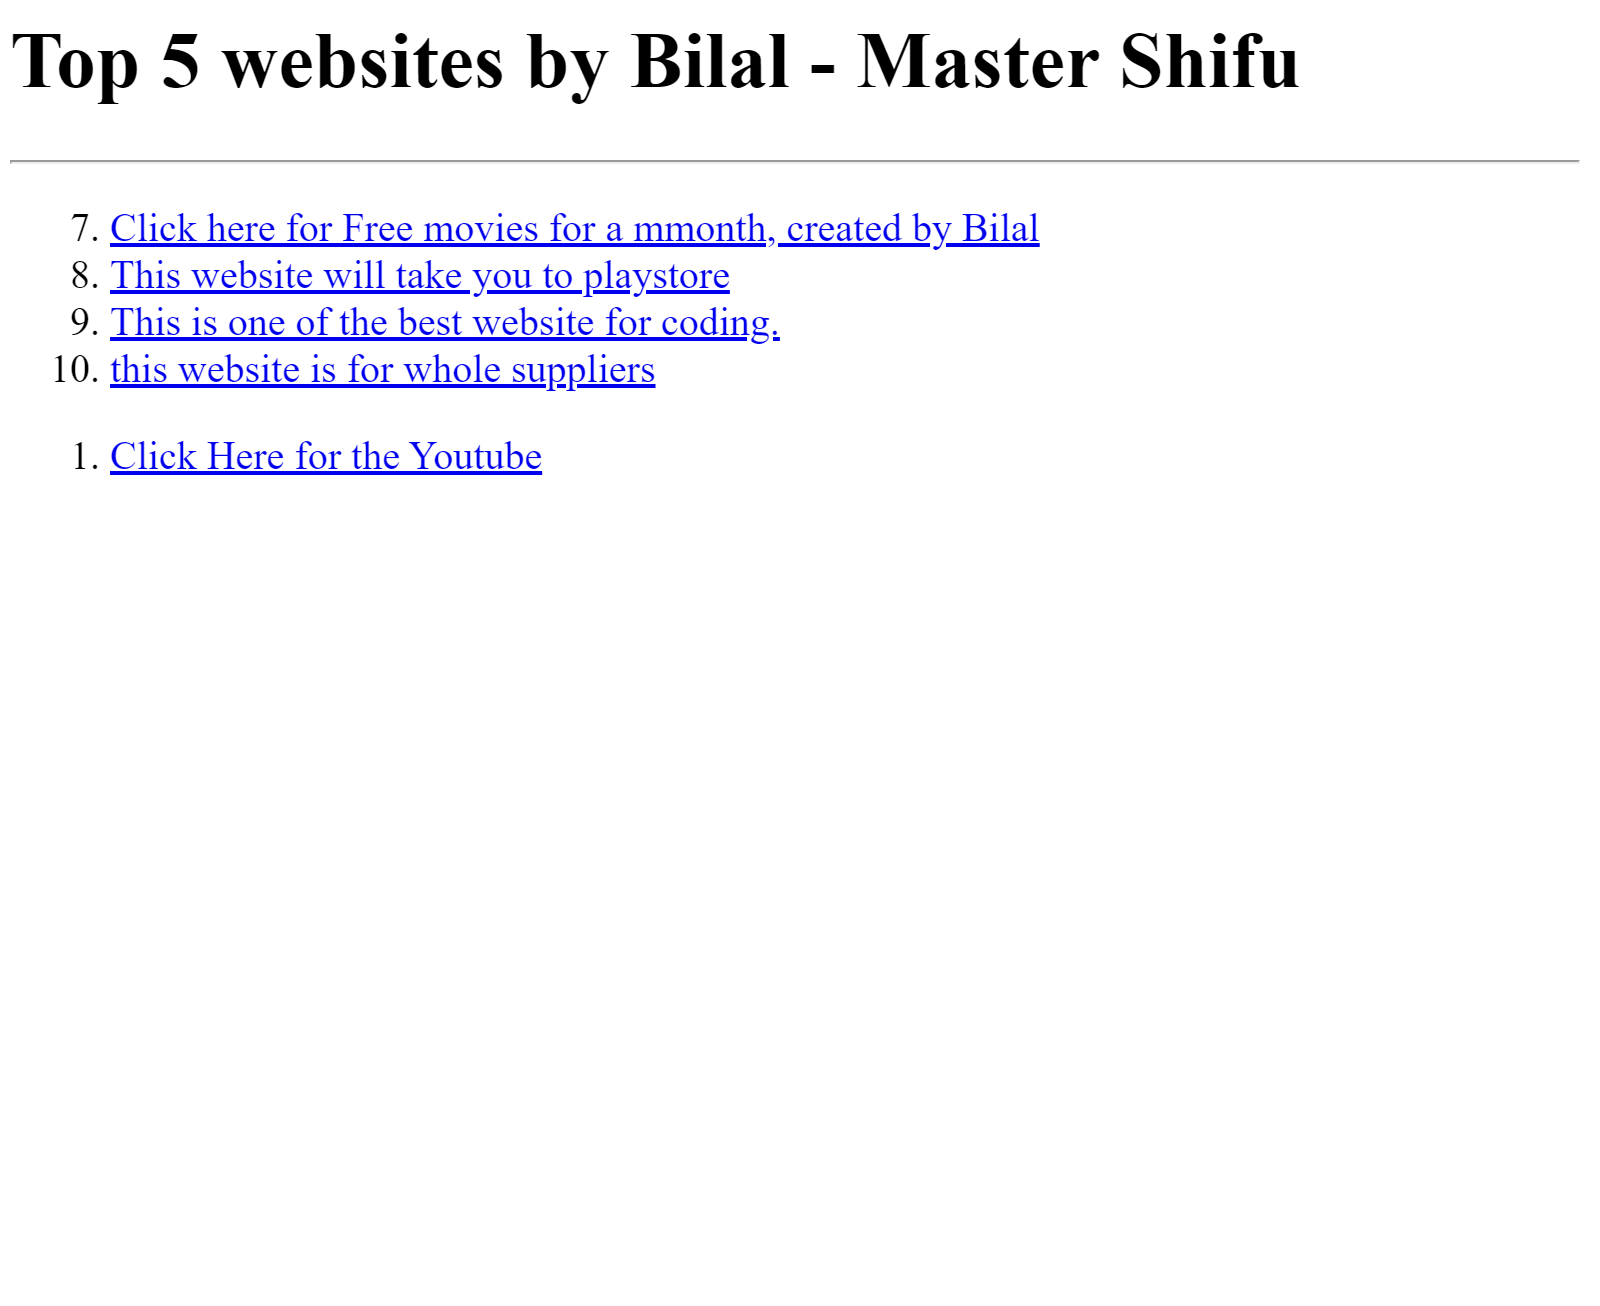 Top 5 websites by Bilal - Master Shifu
7. Click here for Free movies for a mmonth, created by Bilal
8. This website will take you to playstore
9. This is one of the best website for coding.
10. this website is for whole suppliers
1. Click Here for the Youtube